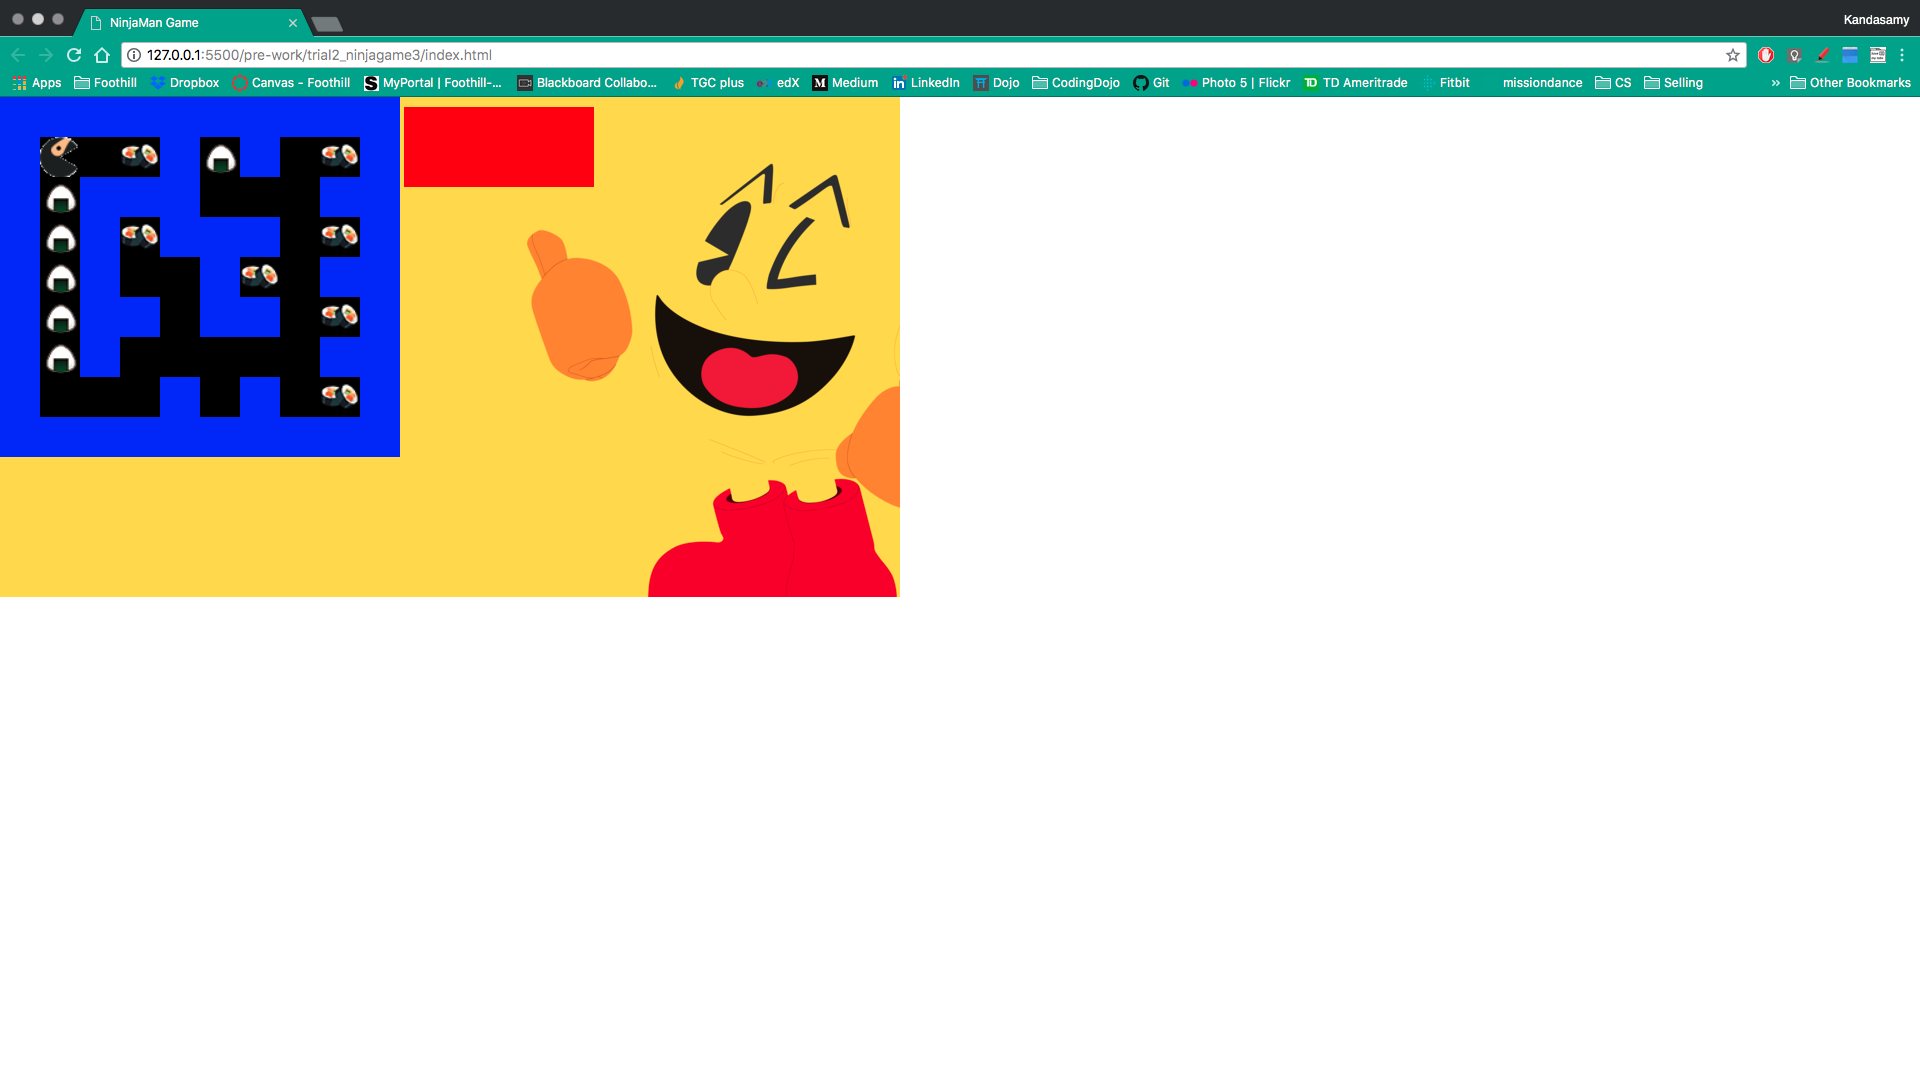 NinjaMan Game
Kandasamy
127.0.0.1:5500/pre-work/trial2_ninjagame3/index.html
Apps Foothill Dropbox Canvas - Foothill MyPortal | Foothill-... Blackboard Collabo... TGC plus edX Medium LinkedIn Dojo CodingDojo Git Photo 5 | Flickr TD Ameritrade Fitbit missiondance CS Selling » Other Bookmarks